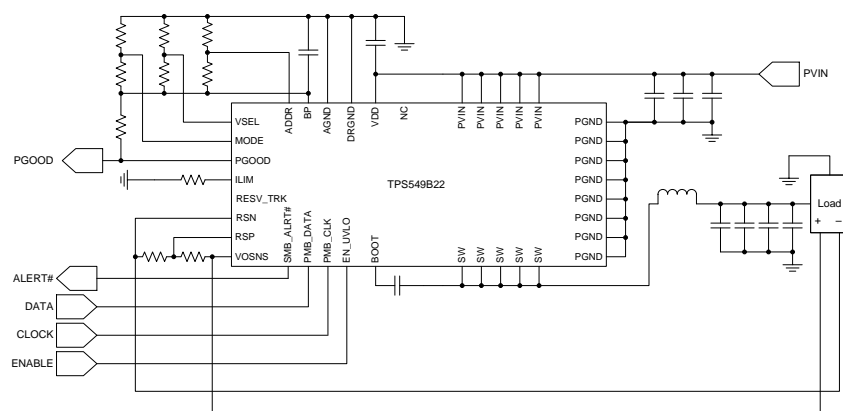 PVIN
ADDR
BP
AGND
DRGND
VDD
NC
PVIN
PVIN
PVIN
PVIN
PVIN
VSEL
MODE
PGOOD
PGOOD
ILIM
RESV_TRK
RSN
RSP
VOSNS
TPS549B22
PGND
PGND
PGND
PGND
PGND
PGND
PGND
PGND
Load
+ −
SMB_ALRT#
PMB_DATA
PMB_CLK
EN_UVLO
BOOT
SW
SW
SW
SW
SW
ALERT#
DATA
CLOCK
ENABLE